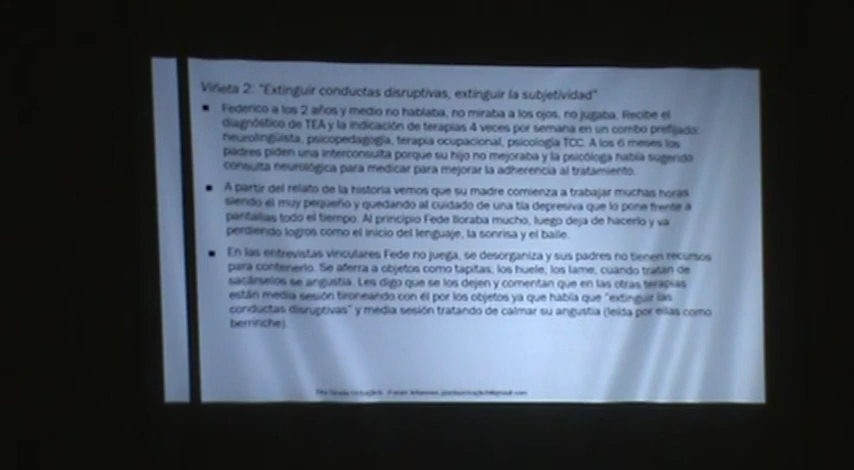 Viñeta 2: "Extinguir conductas disruptivas, extinguir la subjetividad"
Federico a los 2 años y medio no hablaba, no miraba a los ojos, no jugaba. Recibe el
diagnóstico de TEA y la indicación de terapias 4 veces por semana en un combo prefijado:
neurolingüista, psicopedagogía, terapia ocupacional, psicología TCC. A los 6 meses los
padres piden una interconsulta porque su hijo no mejoraba y la psicóloga había sugerido
consulta neurológica para medicar para mejorar la adherencia al tratamiento.
A partir del relato de la historia vemos que su madre comienza a trabajar muchas horas
siendo él muy pequeño y quedando al cuidado de una tía depresiva que lo pone frente a
pantallas todo el tiempo. Al principio Fede lloraba mucho, luego deja de hacerlo y va
perdiendo logros como el inicio del lenguaje, la sonrisa y el baile.
En las entrevistas vinculares Fede no juega, se desorganiza y sus padres no tienen recursos
para contenerlo. Se aferra a objetos como tapitas, los huele, los lame, cuando tratan de
sacárselos se angustia. Les digo que se los dejen y comentan que en las otras terapias
están media sesión tironeando con él por los objetos ya que había que "extinguir las
conductas disruptivas" y media sesión tratando de calmar su angustia (leída por ellas como
berrinche).